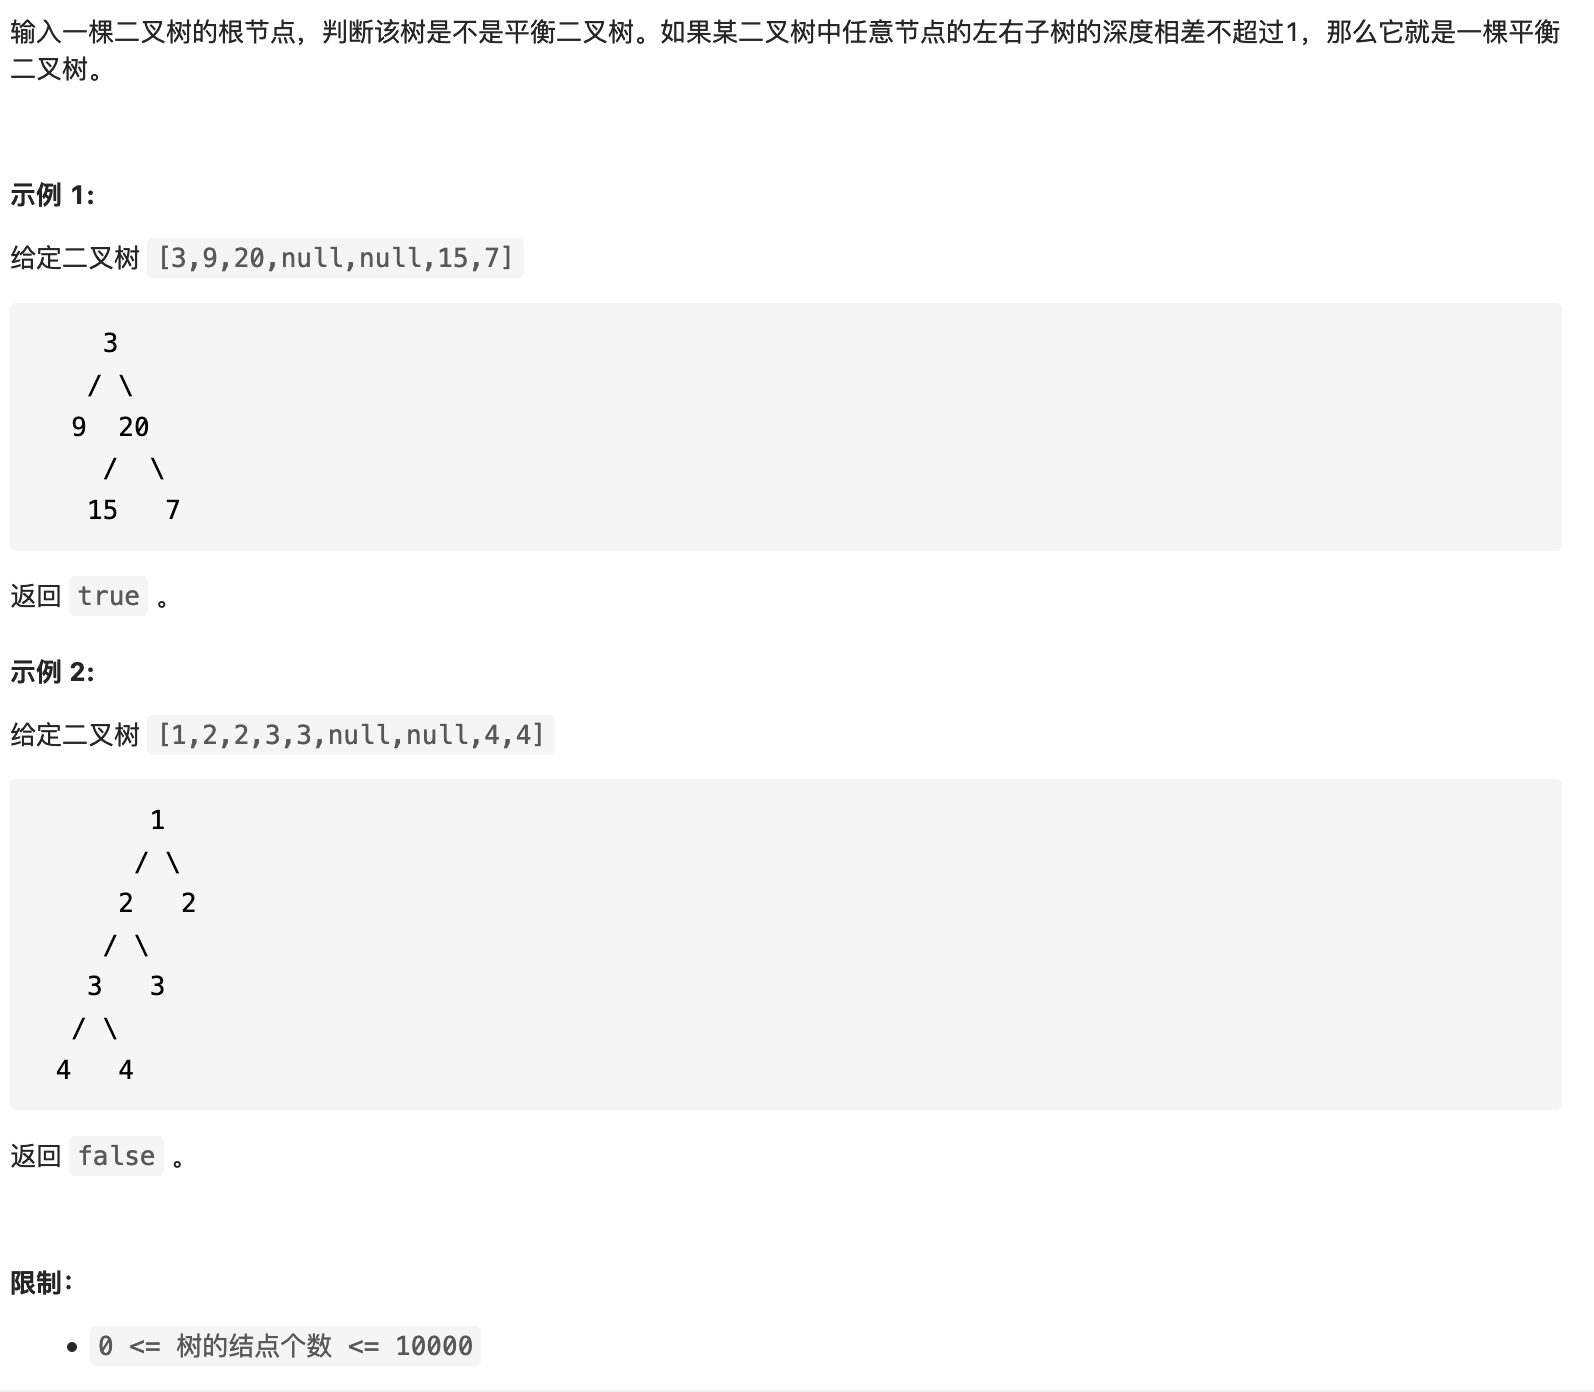 输入一棵二叉树的根节点，判断该树是不是平衡二叉树。如果某二叉树中任意节点的左右子树的深度相差不超过1，那么它就是一棵平衡
二叉树。
示例 1:
给定二叉树 [3,9,20,null,null,15,7]
3
/ \
9 20
/ \
15 7
返回 true 。
示例 2:
给定二叉树 [1,2,2,3,3,null,null,4,4]
1
/ \
2 2
/ \
3 3
/ \
4 4
返回 false 。
限制：
• 0 <= 树的结点个数 <= 10000